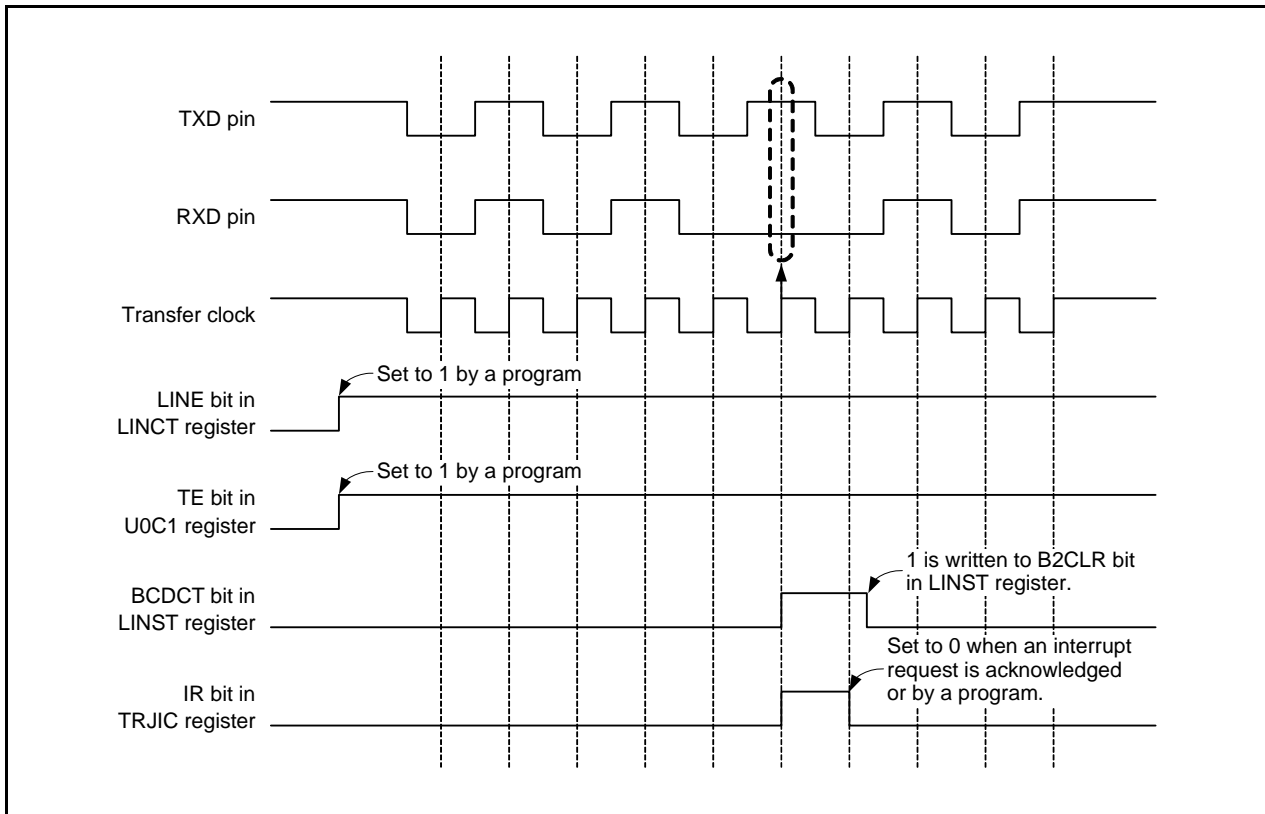 TXD pin
RXD pin
Transfer clock
Set to 1 by a program
LINE bit in
LINCT register
Set to 1 by a program
TE bit in
U0C1 register
1 is written to B2CLR bit
in LINST register.
BCDCT bit in
LINST register
Set to 0 when an interrupt
request is acknowledged
or by a program.
IR bit in
TRJIC register